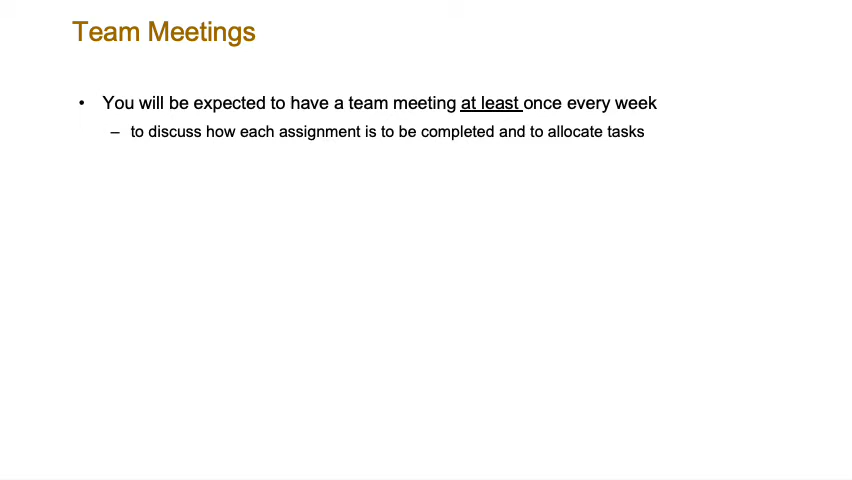 Team Meetings
• You will be expected to have a team meeting at least once every week
– to discuss how each assignment is to be completed and to allocate tasks